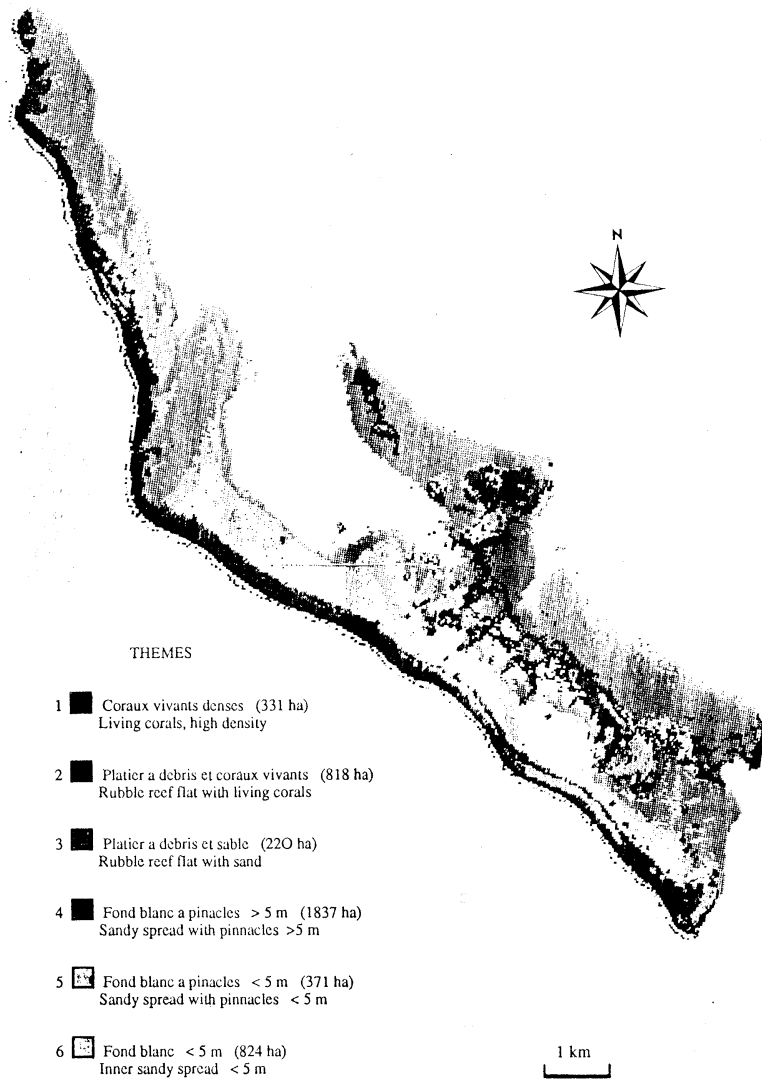 N
THEMES
1 Coraux vivants denses (331 ha)
Living corals, high density
2 Platier a debris et coraux vivants (818 ha)
Rubble reef flat with living corals
3 Platier a debris et sable (220 ha)
Rubble reef flat with sand
4 Fond blanc a pinacles > 5 m (1837 ha)
Sandy spread with pinnacles >5 m
5 Fond blanc a pinacles < 5 m (371 ha)
Sandy spread with pinnacles < 5 m
6 Fond blanc < 5 m (824 ha)
Inner sandy spread < 5 m
1 km